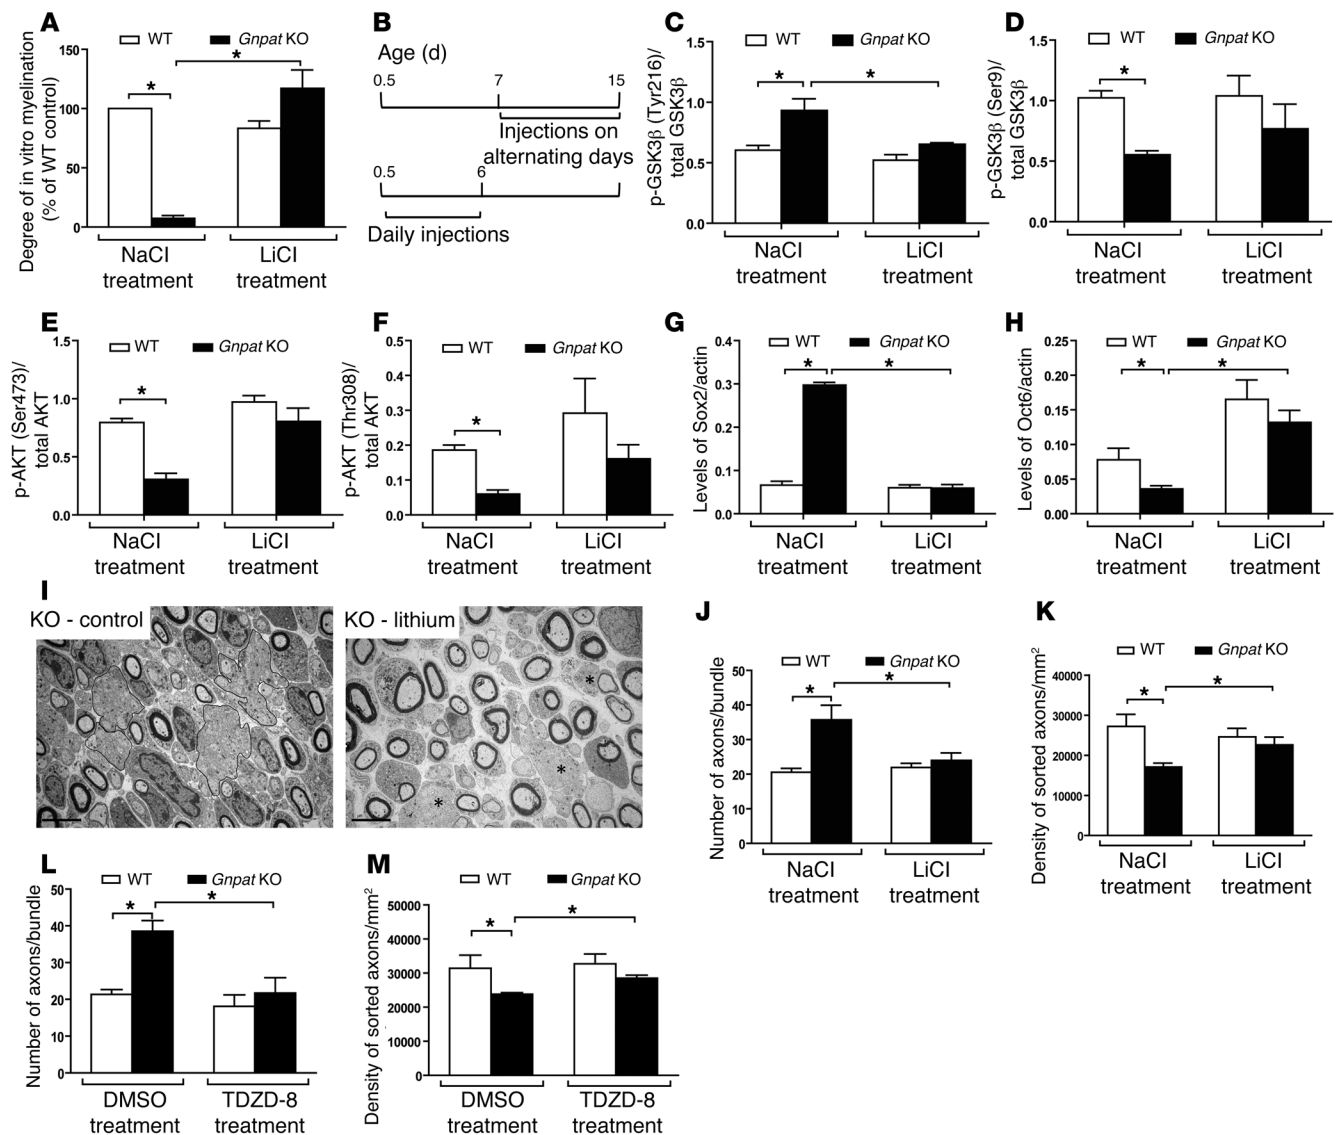 A
WT
Gnpat KO
Degree of in vitro myelination
(% of WT control)
150
100
50
0
*
*
NaCl
treatment
LiCl
treatment
B
Age (d)
0.5
7
15
Injections on
alternating days
0.5
6
Daily injections
C
WT
Gnpat KO
p-GSK3β (Tyr216)/
total GSK3β
1.5
1.0
0.5
0.0
*
*
NaCl
treatment
LiCl
treatment
D
WT
Gnpat KO
p-GSK3β (Ser9)/
total GSK3β
1.5
1.0
0.5
0.0
*
NaCl
treatment
LiCl
treatment
E
WT
Gnpat KO
p-AKT (Ser473)/
total AKT
1.5
1.0
0.5
0.0
*
NaCl
treatment
LiCl
treatment
F
WT
Gnpat KO
p-AKT (Thr308)/
total AKT
0.5
0.4
0.3
0.2
0.1
0.0
*
NaCl
treatment
LiCl
treatment
G
WT
Gnpat KO
Levels of Sox2/actin
0.4
0.3
0.2
0.1
0.0
*
*
NaCl
treatment
LiCl
treatment
H
WT
Gnpat KO
Levels of Oct6/actin
0.25
0.20
0.15
0.10
0.05
0.00
*
*
NaCl
treatment
LiCl
treatment
I
KO - control
KO - lithium
*
*
*
J
WT
Gnpat KO
Number of axons/bundle
50
40
30
20
10
0
*
*
NaCl
treatment
LiCl
treatment
K
WT
Gnpat KO
Density of sorted axons/mm²
40000
30000
20000
10000
0
*
*
NaCl
treatment
LiCl
treatment
L
WT
Gnpat KO
Number of axons/bundle
50
40
30
20
10
0
*
*
DMSO
treatment
TDZD-8
treatment
M
WT
Gnpat KO
Density of sorted axons/mm²
50000
40000
30000
20000
10000
0
*
*
DMSO
treatment
TDZD-8
treatment